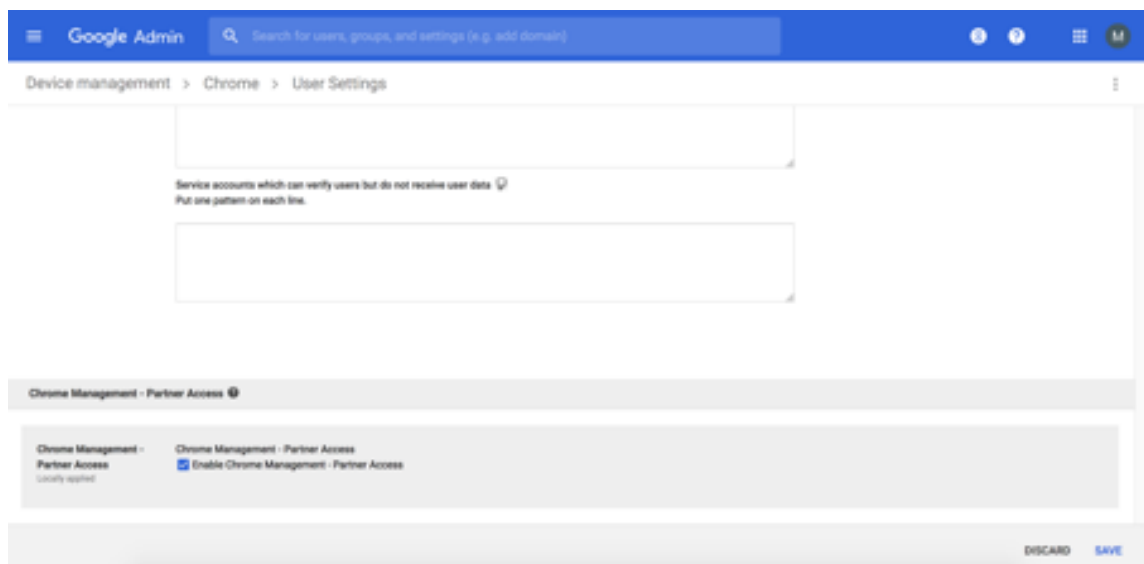 Google Admin
Search for users, groups, and settings (e.g. add domain)
M
Device management > Chrome > User Settings
Service accounts which can verify users but do not receive user data
Put one pattern on each line.
Chrome Management - Partner Access
Chrome Management -
Partner Access
Locally applied
Chrome Management - Partner Access
Enable Chrome Management - Partner Access
DISCARD SAVE